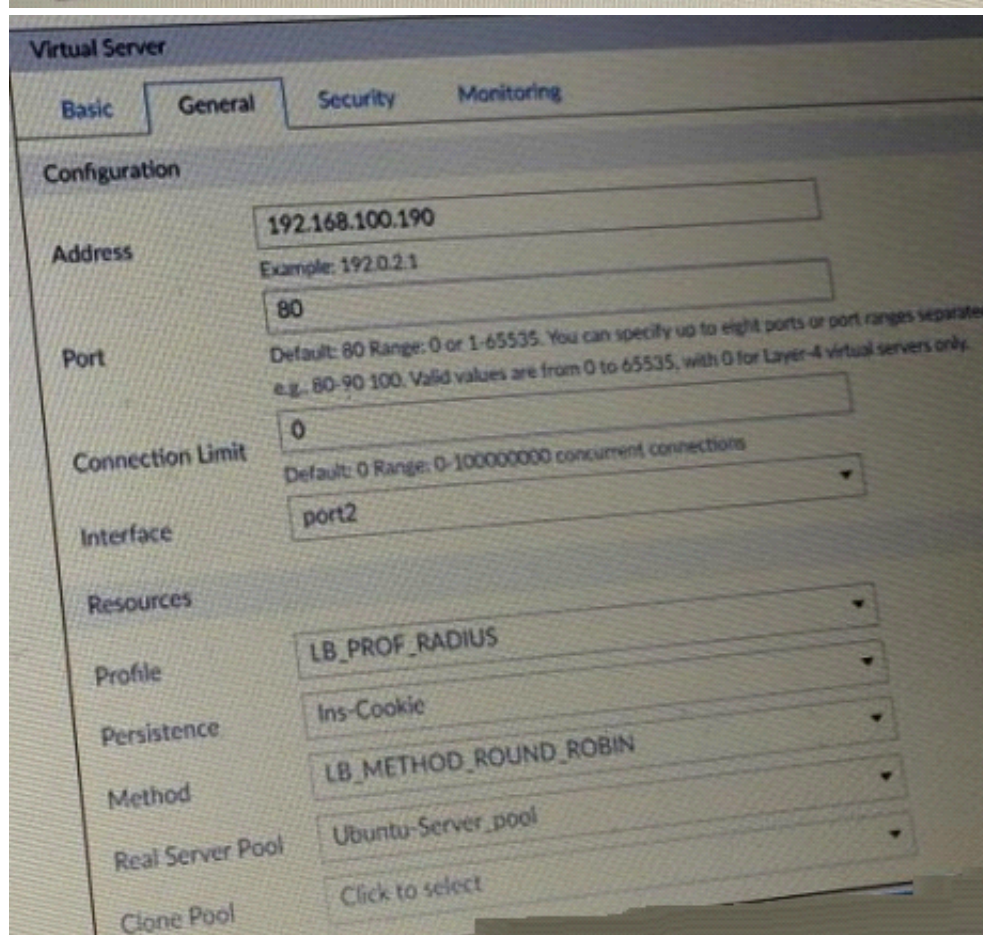 Virtual Server
Basic General Security Monitoring
Configuration
Address 192.168.100.190
Example: 192.0.2.1
Port 80
Default: 80 Range: 0 or 1-65535. You can specify up to eight ports or port ranges separated
e.g., 80-90 100. Valid values are from 0 to 65535, with 0 for Layer-4 virtual servers only.
Connection Limit 0
Default: 0 Range: 0-100000000 concurrent connections
Interface port2
Resources
Profile LB_PROF_RADIUS
Persistence Ins-Cookie
Method LB_METHOD_ROUND_ROBIN
Real Server Pool Ubuntu-Server_pool
Clone Pool Click to select